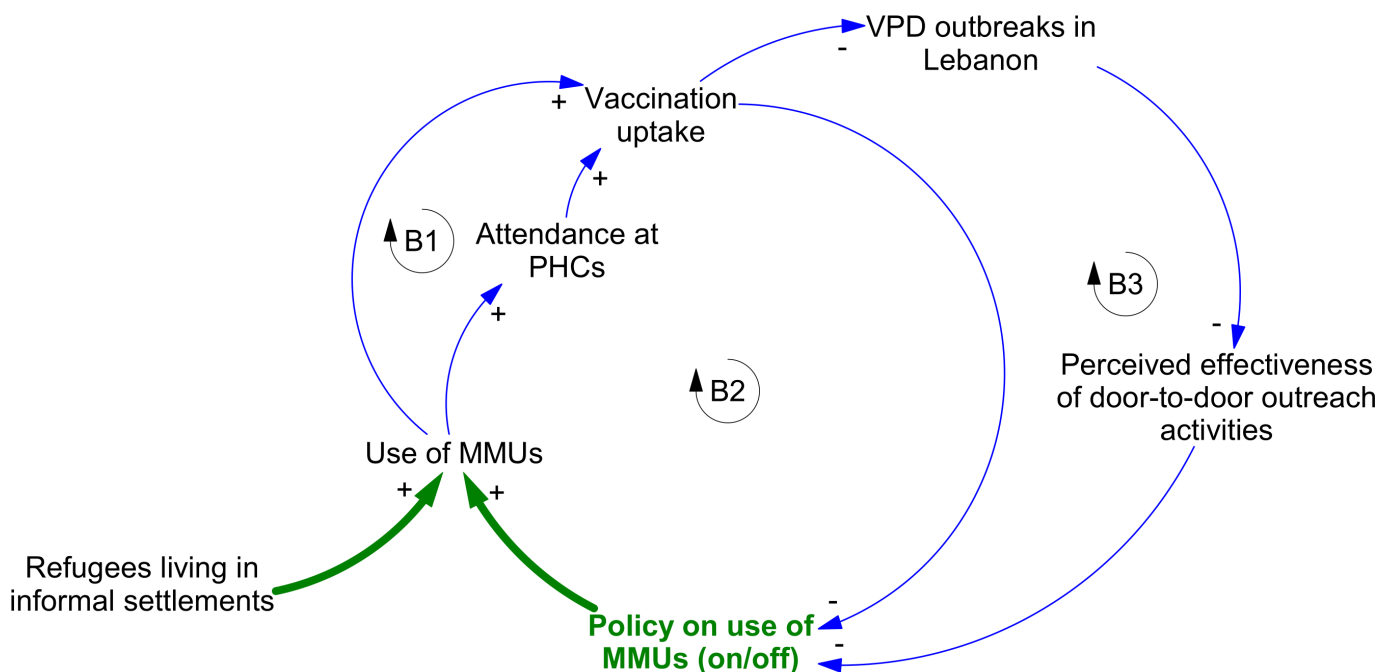 VPD outbreaks in
Lebanon
-
+
Vaccination
uptake
+
B1
Attendance at
PHCs
+
B3
-
Perceived effectiveness
of door-to-door outreach
activities
B2
Use of MMUs
+
+
Refugees living in
informal settlements
-
Policy on use of
MMUs (on/off)
-